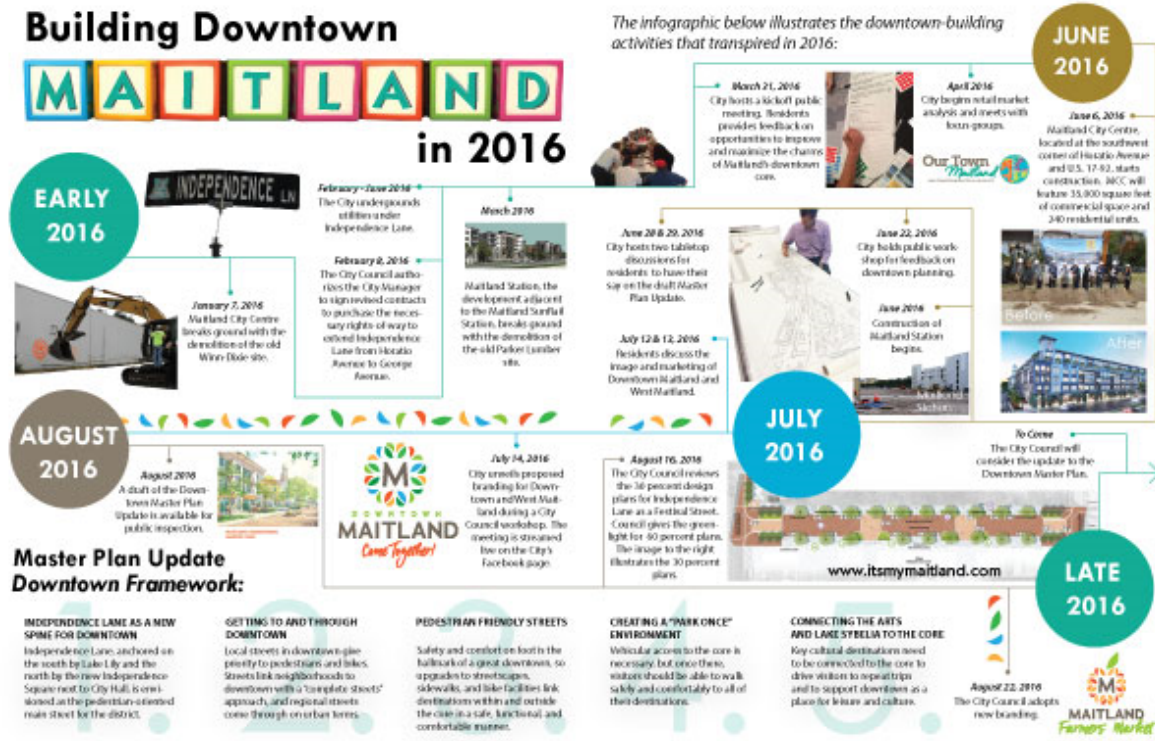 Building Downtown
MAITLAND
in 2016
The infographic below illustrates the downtown-building
activities that transpired in 2016:
EARLY
2016
INDEPENDENCE LN
January 7, 2016
Maitland City Centre
breaks ground with the
demolition of the old
Winn-Dixie site.
February - June 2016
The City undergrounds
utilities under
Independence Lane.
February 8, 2016
The City Council autho-
rizes the City Manager
to sign revised contracts
to purchase the neces-
sary rights-of-way to
extend Independence
Lane from Horatio
Avenue to George
Avenue.
March 2016
Maitland Station, the
development adjacent
to the Maitland SunRail
Station, breaks ground
with the demolition of
the old Parker Lumber
site.
March 21, 2016
City hosts a kickoff public
meeting. Residents
provides feedback on
opportunities to improve
and maximize the charms
of Maitland's downtown
core.
April 2016
City begins retail market
analysis and meets with
focus groups.
Our Town
Maitland
JUNE
2016
June 6, 2016
Maitland City Centre,
located at the southwest
corner of Horatio Avenue
and U.S. 17-92, starts
construction. MCC will
feature 35,000 square feet
of commercial space and
240 residential units.
Before
After
June 22, 2016
City holds public work-
shop for feedback on
downtown planning.
June 2016
Construction of
Maitland Station
begins.
Maitland
Station
June 28 & 29, 2016
City hosts two tabletop
discussions for
residents to have their
say on the draft Master
Plan Update.
July 12 & 13, 2016
Residents discuss the
image and marketing of
Downtown Maitland and
West Maitland.
JULY
2016
July 14, 2016
City unveils proposed
branding for Down-
town and West Mait-
land during a City
Council workshop. The
meeting is streamed
live on the City's
Facebook page.
M
DOWNTOWN
MAITLAND
Come Together!
AUGUST
2016
August 2016
A draft of the Down-
town Master Plan
Update is available for
public inspection.
August 16, 2016
The City Council reviews
the 30 percent design
plans for Independence
Lane as a Festival Street.
Council gives the green-
light for 60 percent plans.
The image to the right
illustrates the 30 percent
plans.
www.itsmymaitland.com
To Come
The City Council will
consider the update to the
Downtown Master Plan.
LATE
2016
August 22, 2016
The City Council adopts
new branding.
M
MAITLAND
Farmers Market
Master Plan Update
Downtown Framework:
1.
INDEPENDENCE LANE AS A NEW
SPINE FOR DOWNTOWN
Independence Lane, anchored on
the south by Lake Lily and the
north by the new Independence
Square next to City Hall, is envi-
sioned as the pedestrian-oriented
main street for the district.
2.
GETTING TO AND THROUGH
DOWNTOWN
Local streets in downtown give
priority to pedestrians and bikes.
Streets link neighborhoods to
downtown with a "complete streets"
approach, and regional streets
come through on urban terms.
3.
PEDESTRIAN FRIENDLY STREETS
Safety and comfort on foot is the
hallmark of a great downtown, so
upgrades to streetscapes,
sidewalks, and bike facilities link
destinations within and outside
the core in a safe, functional, and
comfortable manner.
4.
CREATING A "PARK ONCE"
ENVIRONMENT
Vehicular access to the core is
necessary, but once there,
visitors should be able to walk
safely and comfortably to all of
their destinations.
5.
CONNECTING THE ARTS
AND LAKE SYBELIA TO THE CORE
Key cultural destinations need
to be connected to the core to
drive visitors to repeat trips
and to support downtown as a
place for leisure and culture.